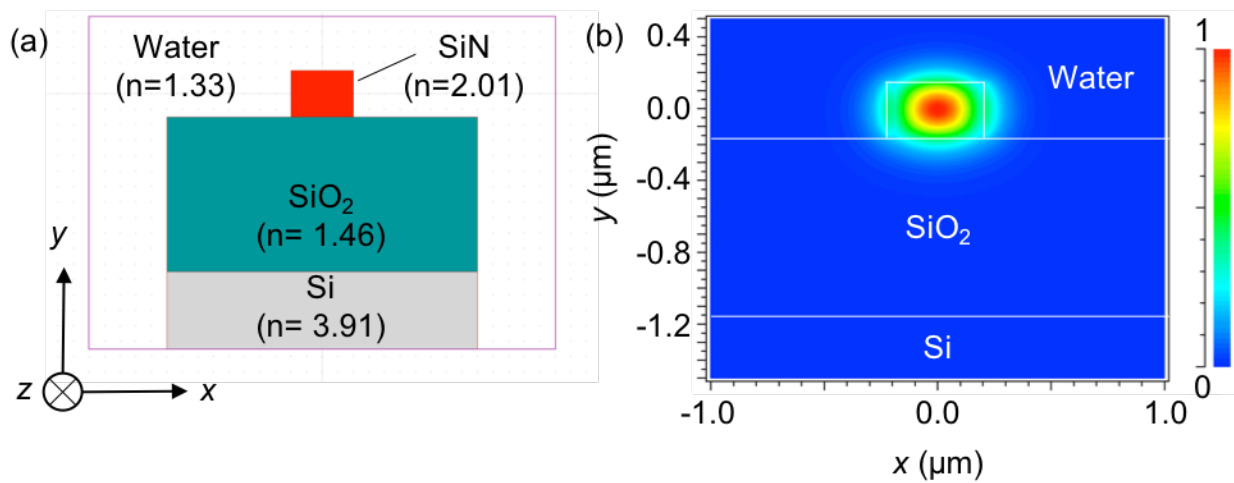 (a)
Water
(n=1.33)
SiN
(n=2.01)
SiO₂
(n= 1.46)
Si
(n= 3.91)
y
z
x
(b)
0.4
0.0
-0.4
-0.8
-1.2
y (μm)
Water
SiO₂
Si
1
0
-1.0
0.0
1.0
x (μm)